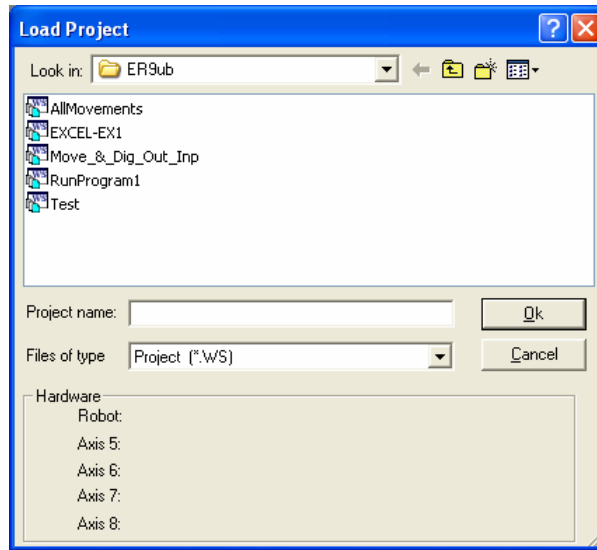 Load Project
Look in: ER9ub
AllMovements
EXCEL-EX1
Move_&_Dig_Out_Inp
RunProgram1
Test
Project name:
Ok
Files of type Project (*.WS)
Cancel
Hardware
Robot:
Axis 5:
Axis 6:
Axis 7:
Axis 8: